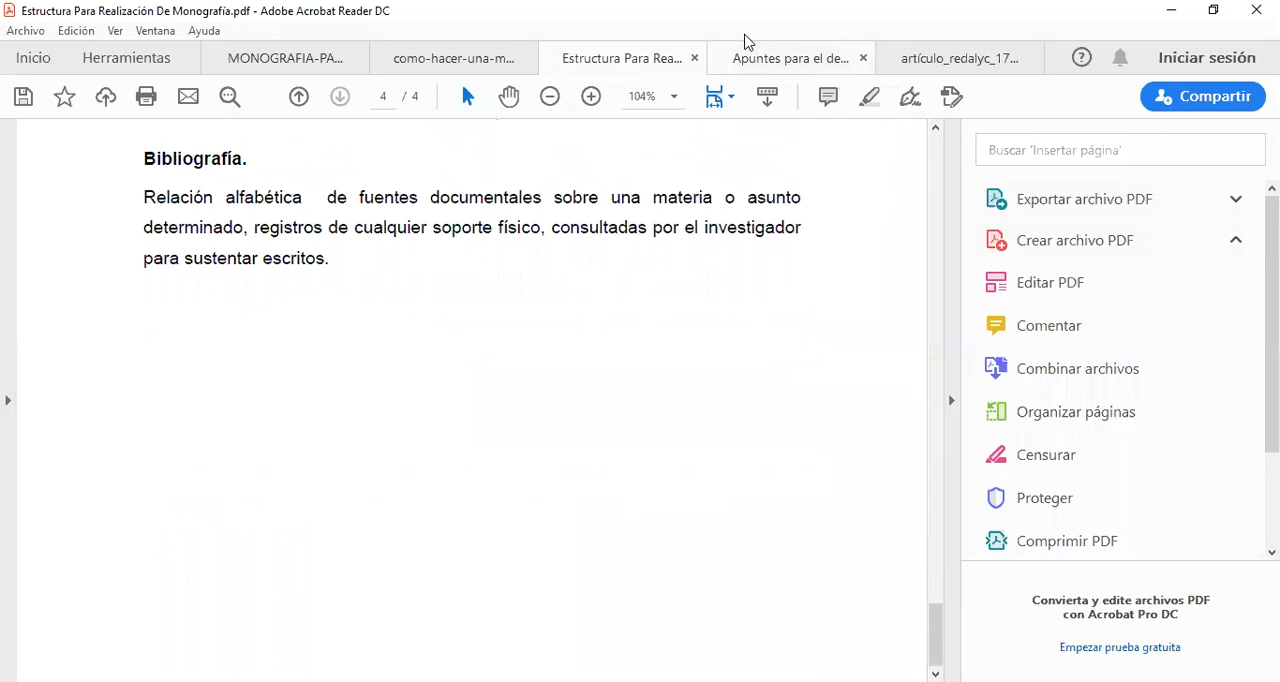 Estructura Para Realización De Monografía.pdf - Adobe Acrobat Reader DC
Archivo Edición Ver Ventana Ayuda
Inicio Herramientas MONOGRAFIA-PA... como-hacer-una-m... Estructura Para Rea... Apuntes para el de... artículo_redalyc_17... Iniciar sesión
4 / 4 104% Compartir
Bibliografía.
Relación alfabética de fuentes documentales sobre una materia o asunto
determinado, registros de cualquier soporte físico, consultadas por el investigador
para sustentar escritos.
Buscar 'Insertar página'
Exportar archivo PDF
Crear archivo PDF
Editar PDF
Comentar
Combinar archivos
Organizar páginas
Censurar
Proteger
Comprimir PDF
Convierta y edite archivos PDF
con Acrobat Pro DC
Empezar prueba gratuita